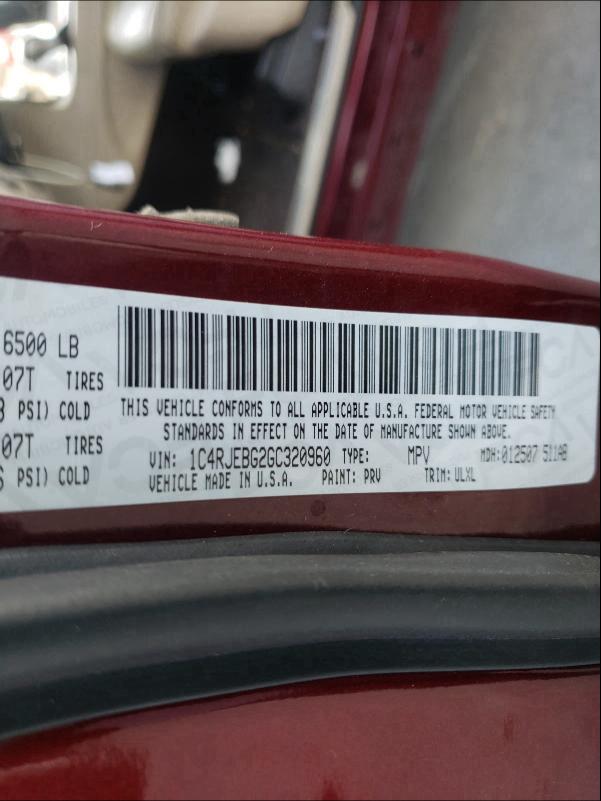 6500 LB
07T TIRES
PSI) COLD
07T TIRES
PSI) COLD
THIS VEHICLE CONFORMS TO ALL APPLICABLE U.S.A. FEDERAL MOTOR VEHICLE SAFETY
STANDARDS IN EFFECT ON THE DATE OF MANUFACTURE SHOWN ABOVE.
VIN: 1C4RJEBG2GC320960 TYPE: MPV MDH: 012507 511AB
VEHICLE MADE IN U.S.A. PAINT: PRV TRIM: ULXL